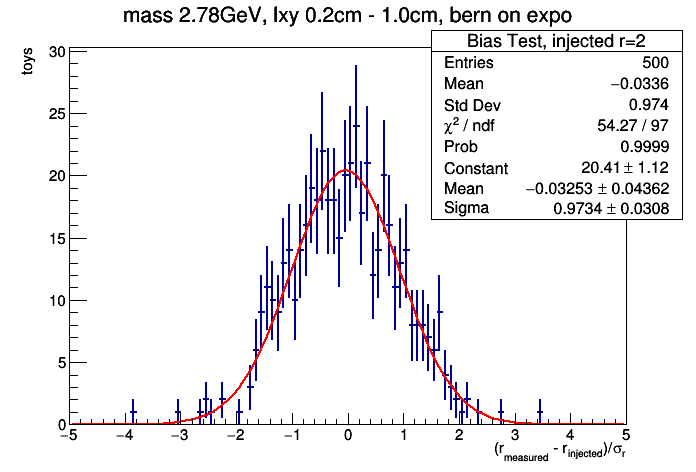 mass 2.78GeV, lxy 0.2cm - 1.0cm, bern on expo
Bias Test, injected r=2
Entries 500
Mean −0.0336
Std Dev 0.974
χ² / ndf 54.27 / 97
Prob 0.9999
Constant 20.41 ± 1.12
Mean −0.03253 ± 0.04362
Sigma 0.9734 ± 0.0308
toys
30
25
20
15
10
5
0
−5 −4 −3 −2 −1 0 1 2 3 4 5
(r_measured - r_injected)/σ_r